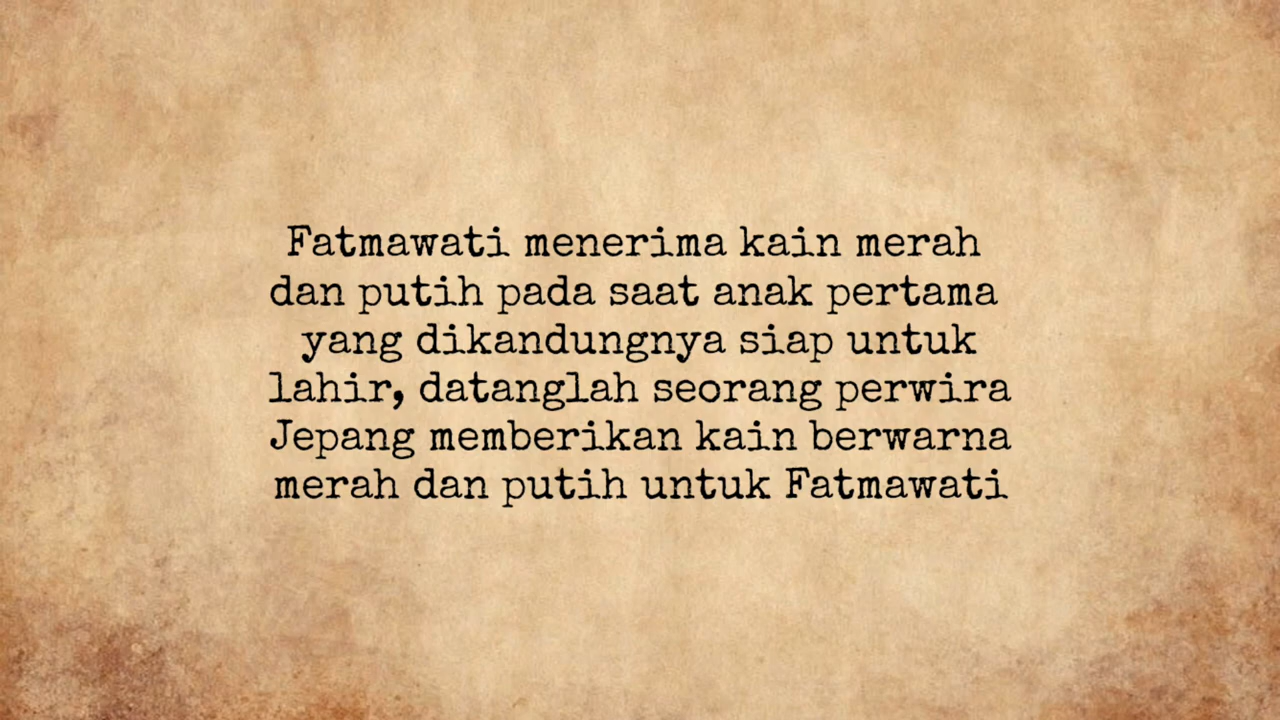 Fatmawati menerima kain merah
dan putih pada saat anak pertama
yang dikandungnya siap untuk
lahir, datanglah seorang perwira
Jepang memberikan kain berwarna
merah dan putih untuk Fatmawati